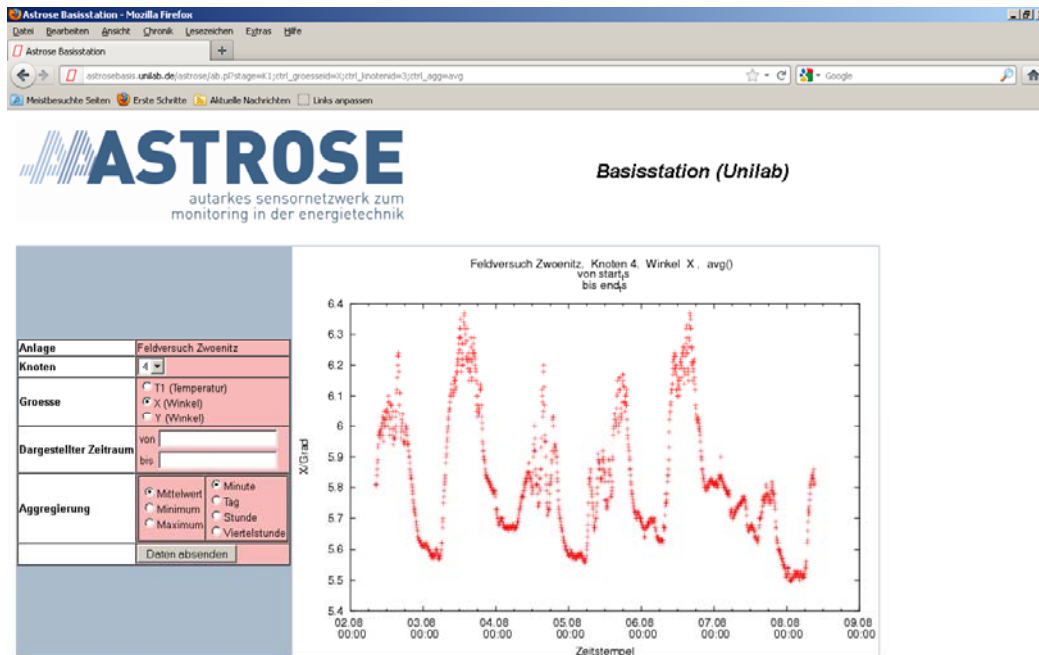 Astrose Basisstation - Mozilla Firefox
Datei Bearbeiten Ansicht Chronik Lesezeichen Extras Hilfe
Astrose Basisstation
astrosebasis.unilab.de/astrose/ab.pl?stage=K1;ctrl_groesseid=X;ctrl_knotenid=3;ctrl_agg=avg
Google
Meistbesuchte Seiten Erste Schritte Aktuelle Nachrichten Links anpassen
ASTROSE
autarkes sensornetzwerk zum
monitoring in der energietechnik
Basisstation (Unilab)
Anlage Feldversuch Zwoenitz
Knoten 4
Groesse
T1 (Temperatur)
X (Winkel)
Y (Winkel)
Dargestellter Zeitraum
von
bis
Aggregierung
Mittelwert
Minimum
Maximum
Minute
Tag
Stunde
Viertelstunde
Daten absenden
Feldversuch Zwoenitz, Knoten 4, Winkel X , avg()
von start_ts
bis end_ts
X/Grad
6.4
6.3
6.2
6.1
6
5.9
5.8
5.7
5.6
5.5
5.4
02.08 03.08 04.08 05.08 06.08 07.08 08.08 09.08
00:00 00:00 00:00 00:00 00:00 00:00 00:00 00:00
Zeitstempel